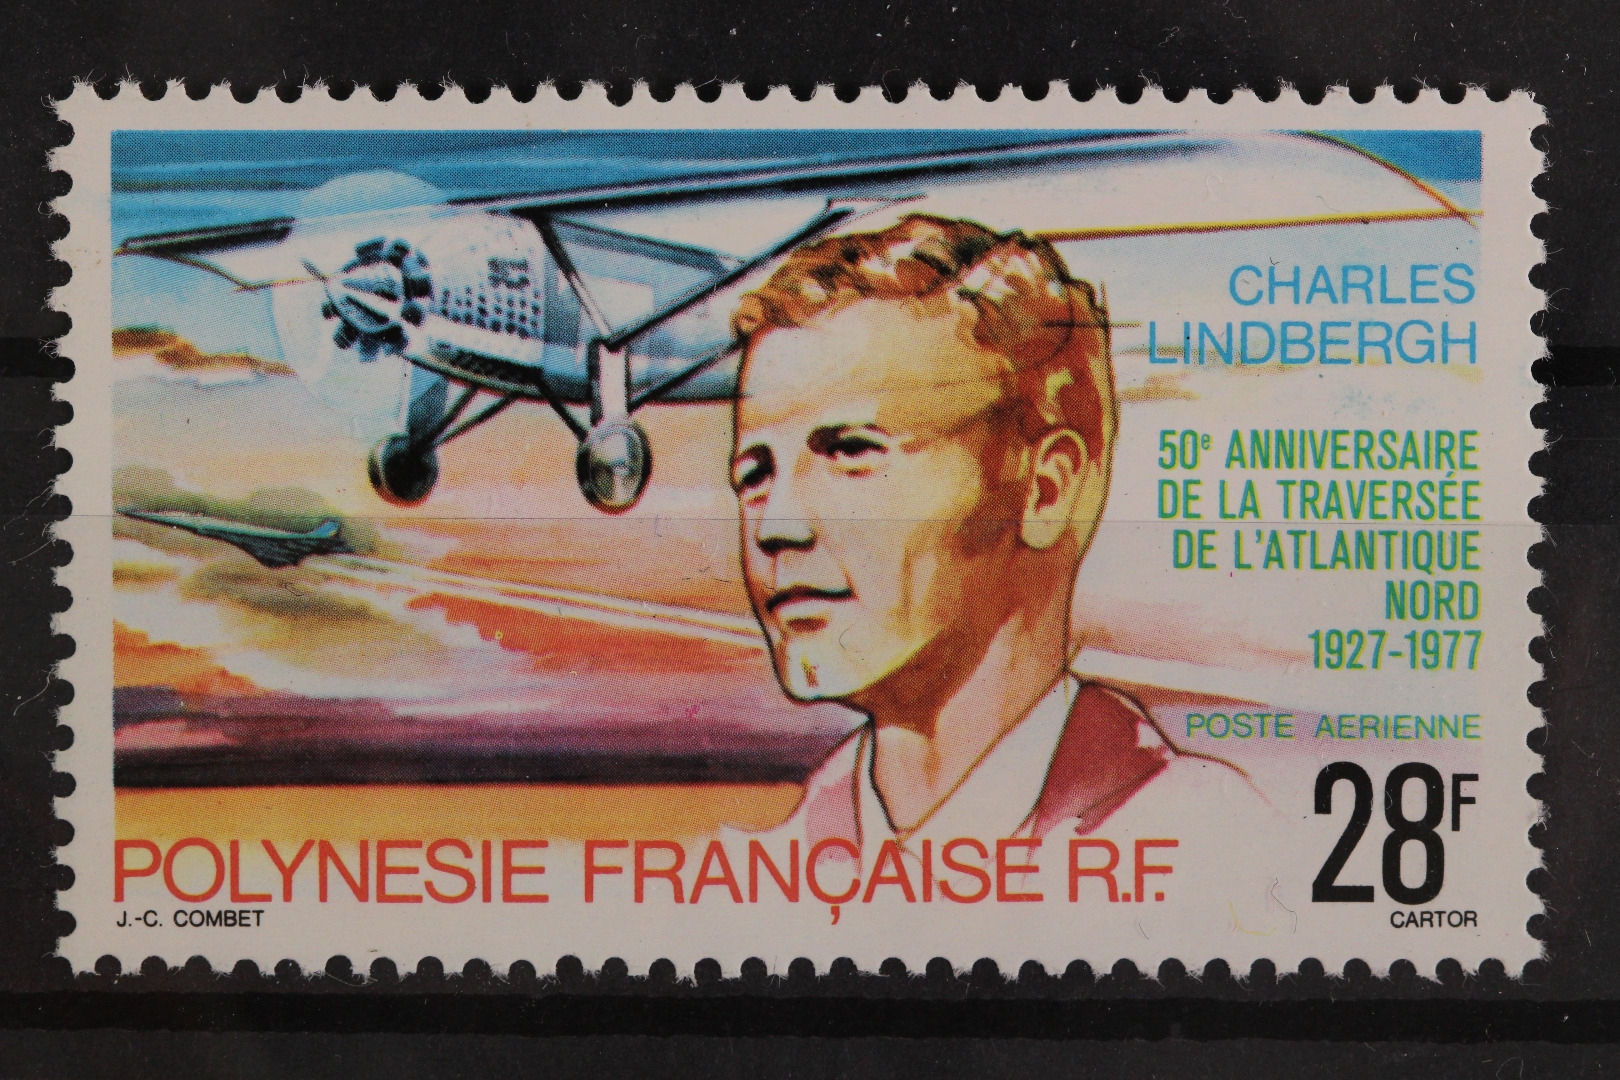 CHARLES
LINDBERGH
50e ANNIVERSAIRE
DE LA TRAVERSÉE
DE L'ATLANTIQUE
NORD
1927-1977
POSTE AERIENNE
28F
POLYNESIE FRANÇAISE R.F.
J.-C. COMBET
CARTOR